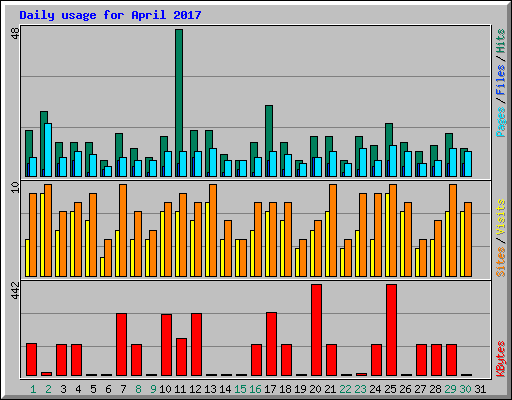 Daily usage for April 2017
48
Pages / Files / Hits
10
Sites / Visits
442
KBytes
1 2 3 4 5 6 7 8 9 10 11 12 13 14 15 16 17 18 19 20 21 22 23 24 25 26 27 28 29 30 31